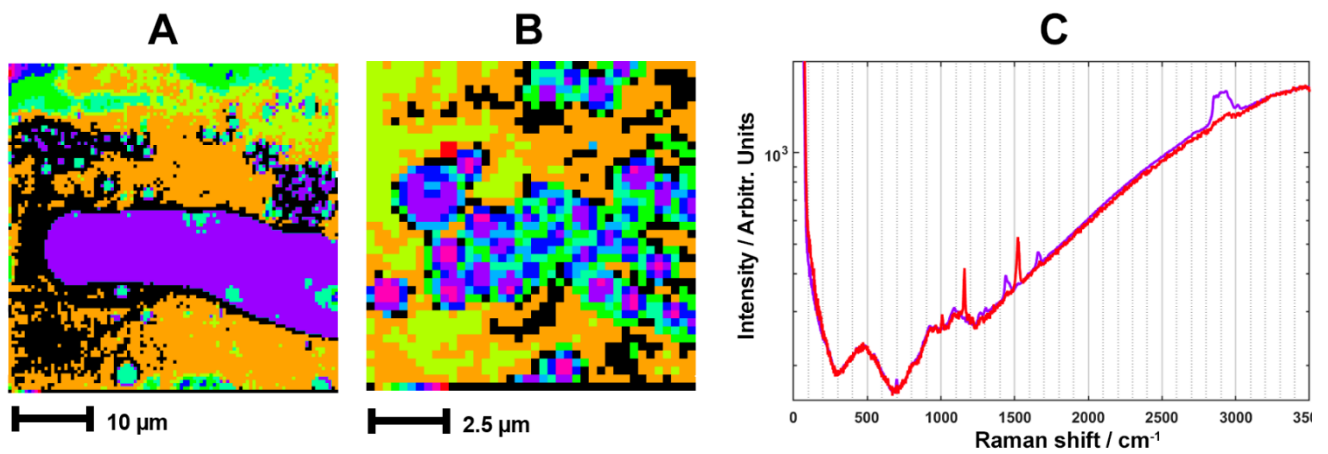 A
B
C
10 µm
2.5 µm
Intensity / Arbitr. Units
10³
0 500 1000 1500 2000 2500 3000 350
Raman shift / cm⁻¹